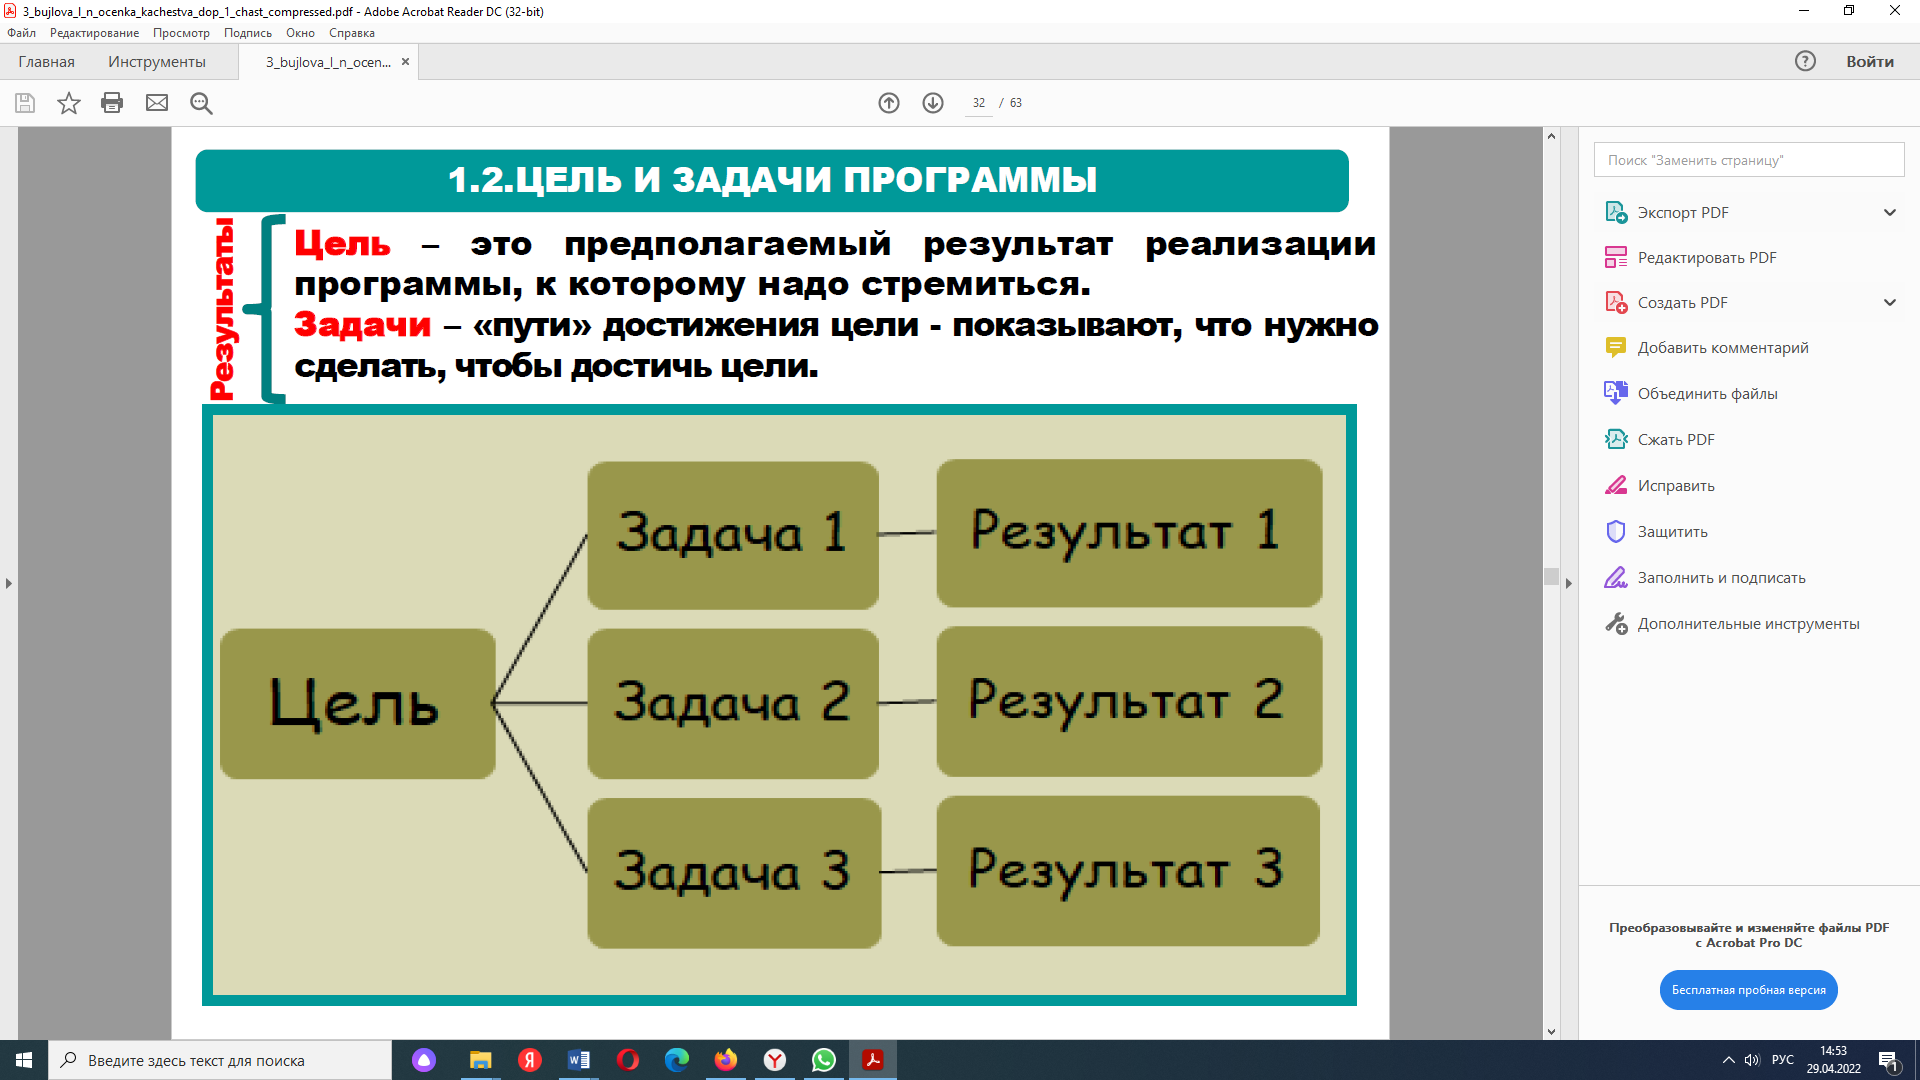 3_bujlova_l_n_ocenka_kachestva_dop_1_chast_compressed.pdf - Adobe Acrobat Reader DC (32-bit)
Файл Редактирование Просмотр Подпись Окно Справка
Главная Инструменты 3_bujlova_l_n_ocen... × Войти
32 / 63
1.2.ЦЕЛЬ И ЗАДАЧИ ПРОГРАММЫ
Результаты
Цель – это предполагаемый результат реализации
программы, к которому надо стремиться.
Задачи – «пути» достижения цели - показывают, что нужно
сделать, чтобы достичь цели.
Задача 1 Результат 1
Цель Задача 2 Результат 2
Задача 3 Результат 3
Поиск "Заменить страницу"
Экспорт PDF
Редактировать PDF
Создать PDF
Добавить комментарий
Объединить файлы
Сжать PDF
Исправить
Защитить
Заполнить и подписать
Дополнительные инструменты
Преобразовывайте и изменяйте файлы PDF
с Acrobat Pro DC
Бесплатная пробная версия
Введите здесь текст для поиска
РУС
14:53
29.04.2022
1